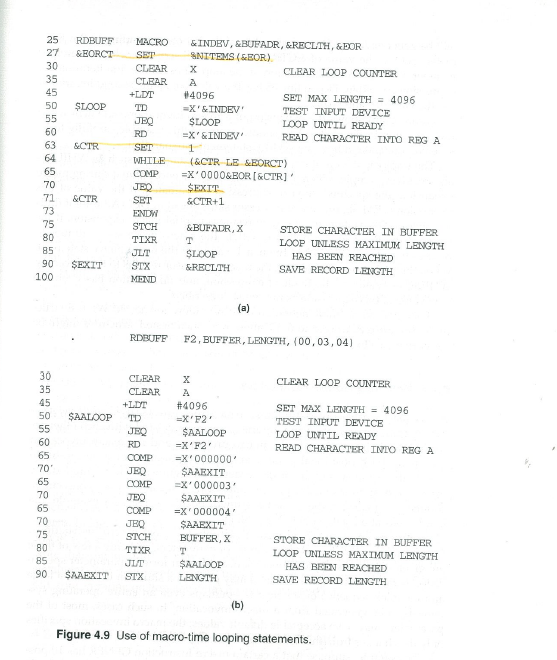 25 RDBUFF MACRO &INDEV,&BUFADR,&RECLTH,&EOR
27 &EORCT SET %NITEMS(&EOR)
30 CLEAR X CLEAR LOOP COUNTER
35 CLEAR A
45 +LDT #4096 SET MAX LENGTH = 4096
50 $LOOP TD =X'&INDEV' TEST INPUT DEVICE
55 JEQ $LOOP LOOP UNTIL READY
60 RD =X'&INDEV' READ CHARACTER INTO REG A
63 &CTR SET 1
64 WHILE (&CTR LE &EORCT)
65 COMP =X'0000&EOR[&CTR]'
70 JEQ $EXIT
71 &CTR SET &CTR+1
73 ENDW
75 STCH &BUFADR,X STORE CHARACTER IN BUFFER
80 TIXR T LOOP UNLESS MAXIMUM LENGTH
85 JLT $LOOP HAS BEEN REACHED
90 $EXIT STX &RECLTH SAVE RECORD LENGTH
100 MEND
(a)
. RDBUFF F2,BUFFER,LENGTH,(00,03,04)
30 CLEAR X CLEAR LOOP COUNTER
35 CLEAR A
45 +LDT #4096 SET MAX LENGTH = 4096
50 $AALOOP TD =X'F2' TEST INPUT DEVICE
55 JEQ $AALOOP LOOP UNTIL READY
60 RD =X'F2' READ CHARACTER INTO REG A
65 COMP =X'000000'
70 JEQ $AAEXIT
65 COMP =X'000003'
70 JEQ $AAEXIT
65 COMP =X'000004'
70 JEQ $AAEXIT
75 STCH BUFFER,X STORE CHARACTER IN BUFFER
80 TIXR T LOOP UNLESS MAXIMUM LENGTH
85 JLT $AALOOP HAS BEEN REACHED
90 $AAEXIT STX LENGTH SAVE RECORD LENGTH
(b)
Figure 4.9 Use of macro-time looping statements.